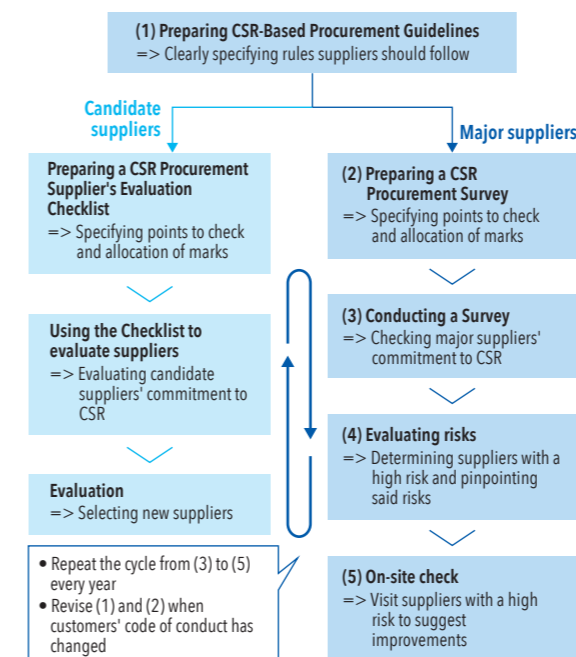 (1) Preparing CSR-Based Procurement Guidelines
=> Clearly specifying rules suppliers should follow
Candidate
suppliers
Major suppliers
Preparing a CSR Procurement
Supplier's Evaluation
Checklist
=> Specifying points to check
and allocation of marks
Using the Checklist to
evaluate suppliers
=> Evaluating candidate
suppliers' commitment to
CSR
Evaluation
=> Selecting new suppliers
(2) Preparing a CSR
Procurement Survey
=> Specifying points to check
and allocation of marks
(3) Conducting a Survey
=> Checking major suppliers'
commitment to CSR
(4) Evaluating risks
=> Determining suppliers with a
high risk and pinpointing
said risks
(5) On-site check
=> Visit suppliers with a high
risk to suggest
improvements
• Repeat the cycle from (3) to (5)
every year
• Revise (1) and (2) when
customers' code of conduct has
changed